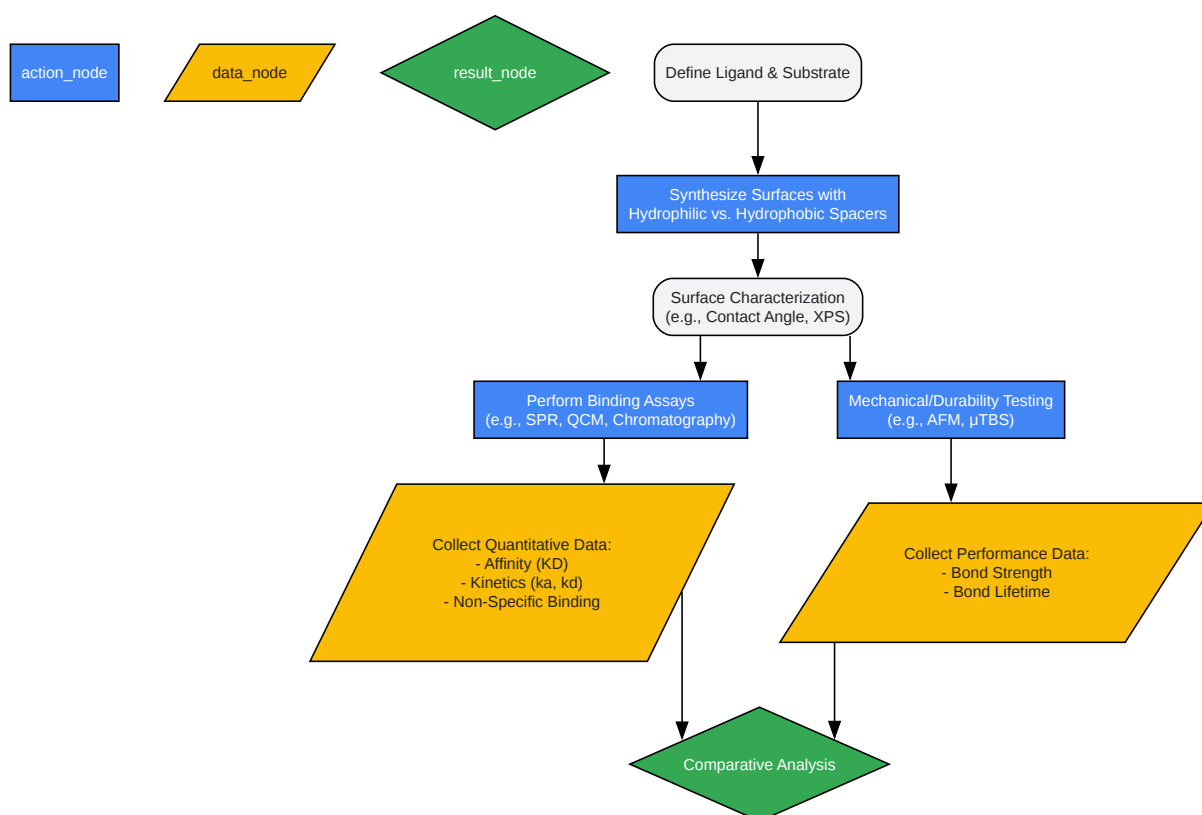 action_node
data_node
result_node
Define Ligand & Substrate
Synthesize Surfaces with
Hydrophilic vs. Hydrophobic Spacers
Surface Characterization
(e.g., Contact Angle, XPS)
Perform Binding Assays
(e.g., SPR, QCM, Chromatography)
Mechanical/Durability Testing
(e.g., AFM, µTBS)
Collect Quantitative Data:
- Affinity (KD)
- Kinetics (ka, kd)
- Non-Specific Binding
Collect Performance Data:
- Bond Strength
- Bond Lifetime
Comparative Analysis